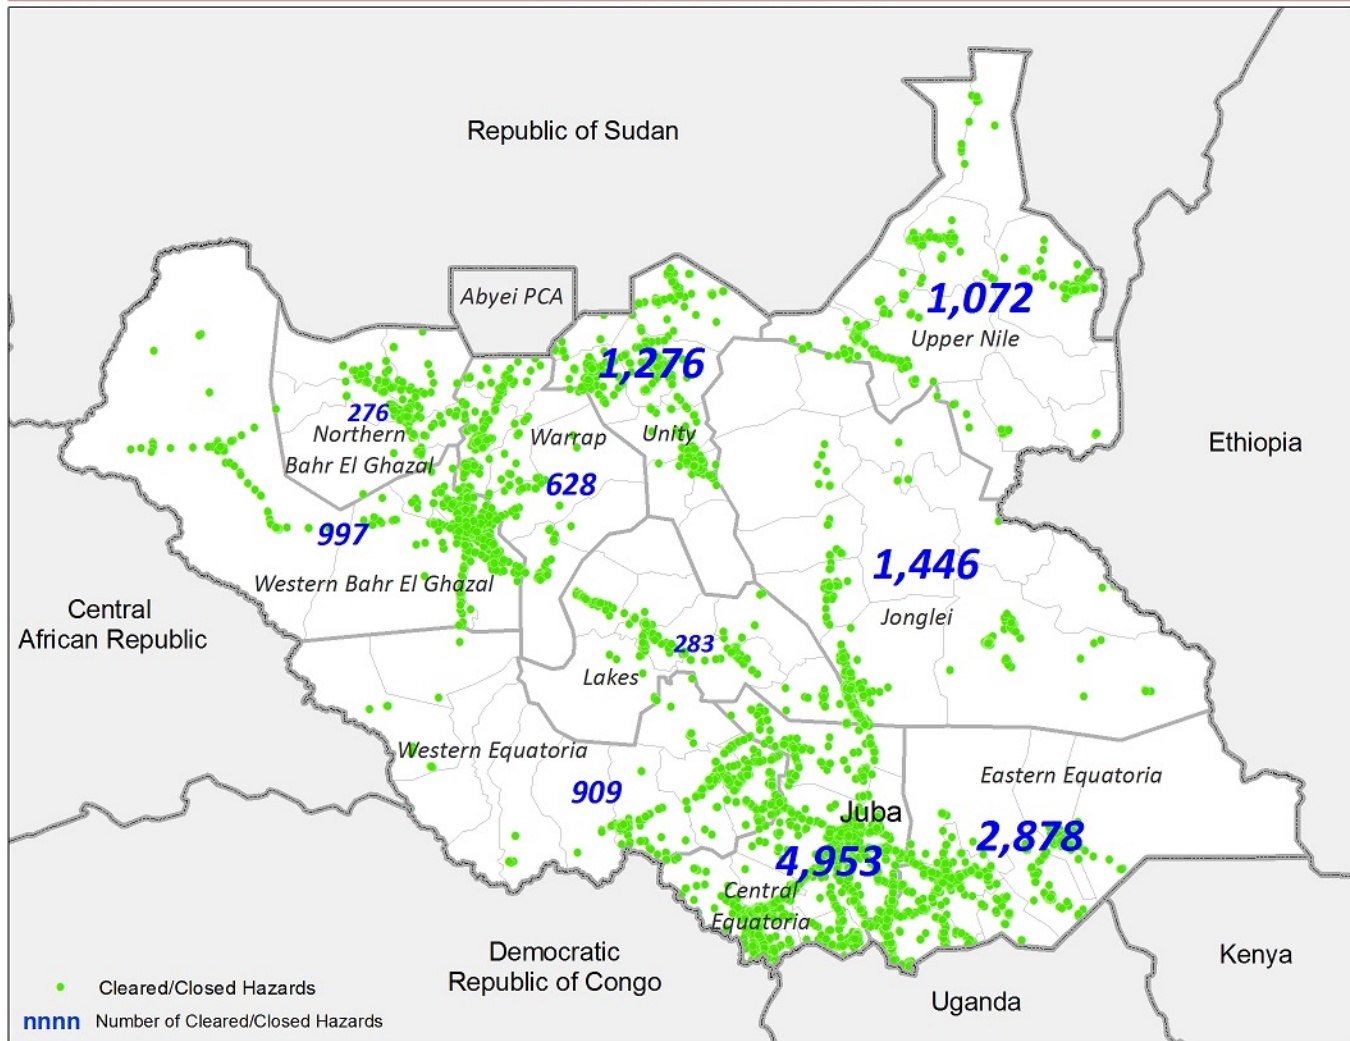 Republic of Sudan
Abyei PCA
1,072
Upper Nile
1,276
276
Northern
Bahr El Ghazal
Warrap
Unity
Ethiopia
628
997
1,446
Western Bahr El Ghazal
Jonglei
Central
African Republic
283
Lakes
Western Equatoria
Eastern Equatoria
909
Juba
2,878
4,953
Central
Equatoria
Democratic
Republic of Congo
Kenya
Uganda
Cleared/Closed Hazards
nnnn Number of Cleared/Closed Hazards